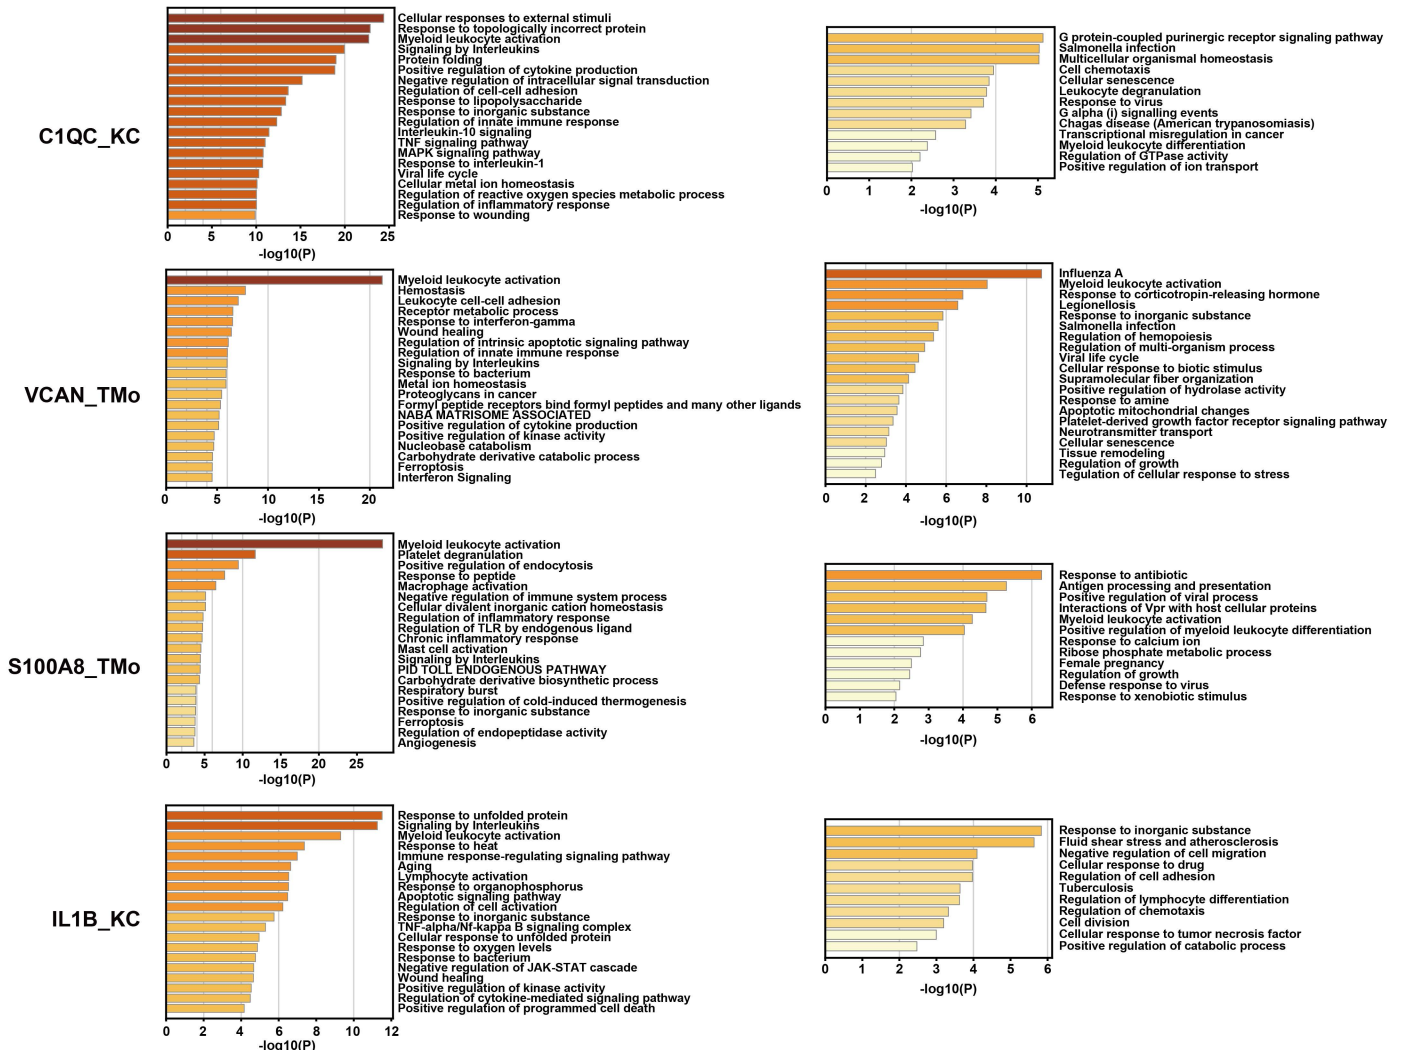 C1QC_KC
Cellular responses to external stimuli
Response to topologically incorrect protein
Myeloid leukocyte activation
Signaling by Interleukins
Protein folding
Positive regulation of cytokine production
Negative regulation of intracellular signal transduction
Regulation of cell-cell adhesion
Response to lipopolysaccharide
Response to inorganic substance
Regulation of innate immune response
Interleukin-10 signaling
TNF signaling pathway
MAPK signaling pathway
Response to interleukin-1
Viral life cycle
Cellular metal ion homeostasis
Regulation of reactive oxygen species metabolic process
Regulation of inflammatory response
Response to wounding
0 5 10 15 20 25
-log10(P)
G protein-coupled purinergic receptor signaling pathway
Salmonella infection
Multicellular organismal homeostasis
Cell chemotaxis
Cellular senescence
Leukocyte degranulation
Response to virus
G alpha (i) signalling events
Chagas disease (American trypanosomiasis)
Transcriptional misregulation in cancer
Myeloid leukocyte differentiation
Regulation of GTPase activity
Positive regulation of ion transport
0 1 2 3 4 5
-log10(P)
VCAN_TMo
Myeloid leukocyte activation
Hemostasis
Leukocyte cell-cell adhesion
Receptor metabolic process
Response to interferon-gamma
Wound healing
Regulation of intrinsic apoptotic signaling pathway
Regulation of innate immune response
Signaling by Interleukins
Response to bacterium
Metal ion homeostasis
Proteoglycans in cancer
Formyl peptide receptors bind formyl peptides and many other ligands
NABA MATRISOME ASSOCIATED
Positive regulation of cytokine production
Positive regulation of kinase activity
Nucleobase catabolism
Carbohydrate derivative catabolic process
Ferroptosis
Interferon Signaling
0 5 10 15 20
-log10(P)
Influenza A
Myeloid leukocyte activation
Response to corticotropin-releasing hormone
Legionellosis
Response to inorganic substance
Salmonella infection
Regulation of hemopoiesis
Regulation of multi-organism process
Viral life cycle
Cellular response to biotic stimulus
Supramolecular fiber organization
Positive regulation of hydrolase activity
Response to amine
Apoptotic mitochondrial changes
Platelet-derived growth factor receptor signaling pathway
Neurotransmitter transport
Cellular senescence
Tissue remodeling
Regulation of growth
Tegulation of cellular response to stress
0 2 4 6 8 10
-log10(P)
S100A8_TMo
Myeloid leukocyte activation
Platelet degranulation
Positive regulation of endocytosis
Response to peptide
Macrophage activation
Negative regulation of immune system process
Cellular divalent inorganic cation homeostasis
Regulation of inflammatory response
Regulation of TLR by endogenous ligand
Chronic inflammatory response
Mast cell activation
Signaling by Interleukins
PID TOLL ENDOGENOUS PATHWAY
Carbohydrate derivative biosynthetic process
Respiratory burst
Positive regulation of cold-induced thermogenesis
Response to inorganic substance
Ferroptosis
Regulation of endopeptidase activity
Angiogenesis
0 5 10 15 20 25
-log10(P)
Response to antibiotic
Antigen processing and presentation
Positive regulation of viral process
Interactions of Vpr with host cellular proteins
Myeloid leukocyte activation
Positive regulation of myeloid leukocyte differentiation
Response to calcium ion
Ribose phosphate metabolic process
Female pregnancy
Regulation of growth
Defense response to virus
Response to xenobiotic stimulus
0 1 2 3 4 5 6
-log10(P)
IL1B_KC
Response to unfolded protein
Signaling by Interleukins
Myeloid leukocyte activation
Response to heat
Immune response-regulating signaling pathway
Aging
Lymphocyte activation
Response to organophosphorus
Apoptotic signaling pathway
Regulation of cell activation
Response to inorganic substance
TNF-alpha/Nf-kappa B signaling complex
Cellular response to unfolded protein
Response to oxygen levels
Response to bacterium
Negative regulation of JAK-STAT cascade
Wound healing
Positive regulation of kinase activity
Regulation of cytokine-mediated signaling pathway
Positive regulation of programmed cell death
0 2 4 6 8 10 12
-log10(P)
Response to inorganic substance
Fluid shear stress and atherosclerosis
Negative regulation of cell migration
Cellular response to drug
Regulation of cell adhesion
Tuberculosis
Regulation of lymphocyte differentiation
Regulation of chemotaxis
Cell division
Cellular response to tumor necrosis factor
Positive regulation of catabolic process
0 1 2 3 4 5 6
-log10(P)